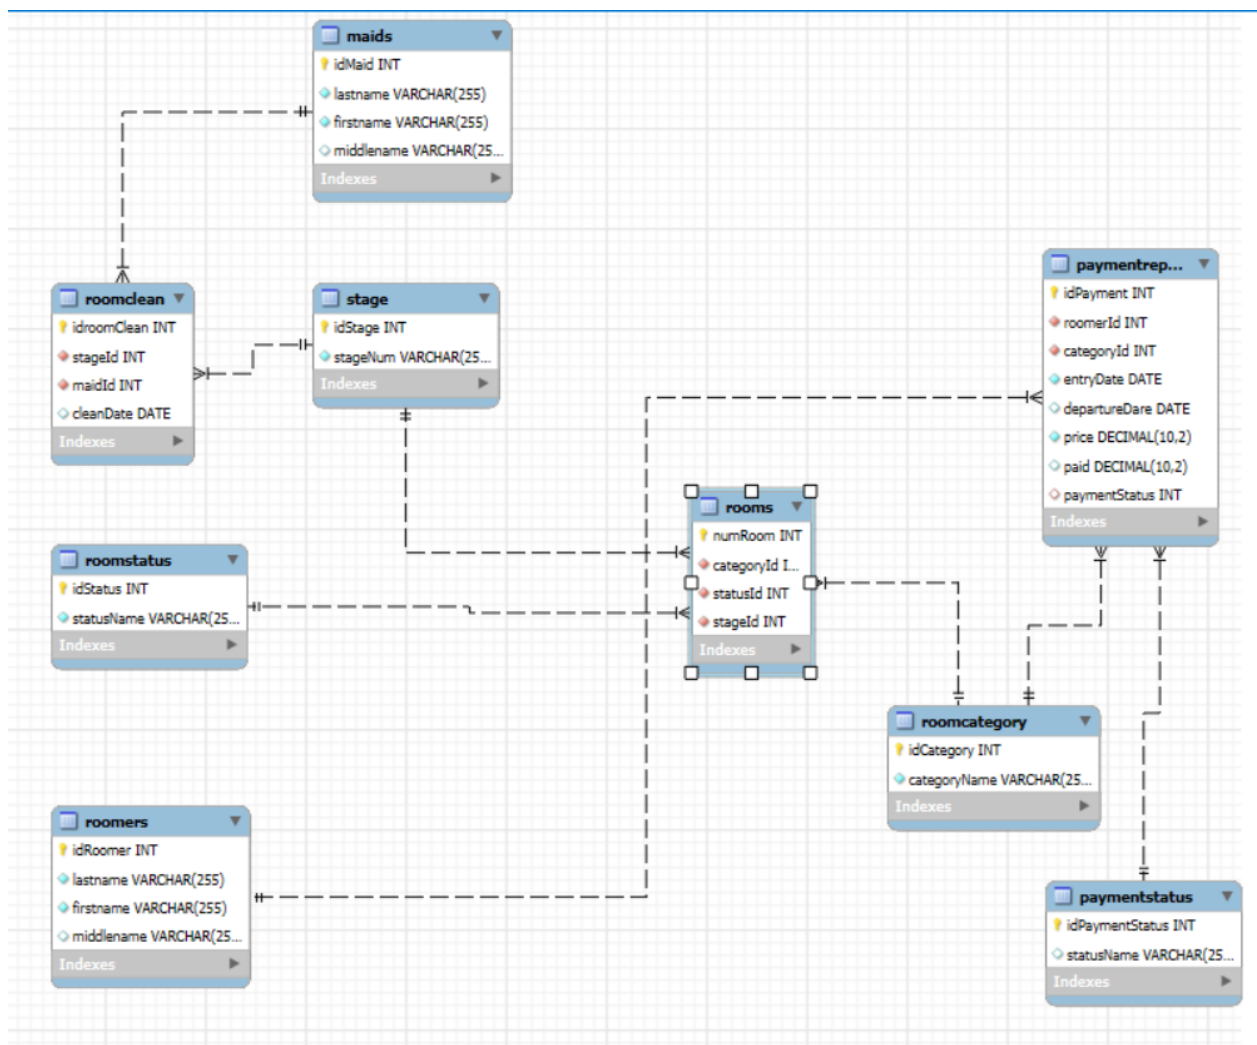 maids
idMaid INT
lastname VARCHAR(255)
firstname VARCHAR(255)
middlename VARCHAR(25...
Indexes
roomclean
idroomClean INT
stageId INT
maidId INT
cleanDate DATE
Indexes
stage
idStage INT
stageNum VARCHAR(25...
Indexes
paymentrep...
idPayment INT
roomerId INT
categoryId INT
entryDate DATE
departureDare DATE
price DECIMAL(10,2)
paid DECIMAL(10,2)
paymentStatus INT
Indexes
rooms
numRoom INT
categoryId I...
statusId INT
stageId INT
Indexes
roomstatus
idStatus INT
statusName VARCHAR(25...
Indexes
roomcategory
idCategory INT
categoryName VARCHAR(25...
Indexes
roomers
idRoomer INT
lastname VARCHAR(255)
firstname VARCHAR(255)
middlename VARCHAR(25...
Indexes
paymentstatus
idPaymentStatus INT
statusName VARCHAR(25...
Indexes